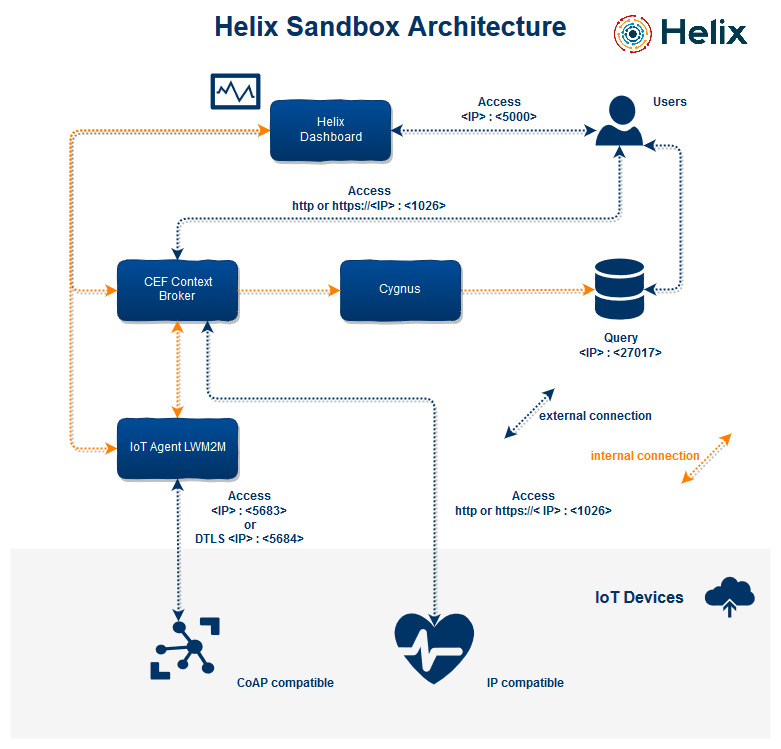 Helix Sandbox Architecture
Helix
Helix
Dashboard
Access
<IP> : <5000>
Users
Access
http or https://<IP> : <1026>
CEF Context
Broker
Cygnus
Query
<IP> : <27017>
external connection
internal connection
IoT Agent LWM2M
Access
<IP> : <5683>
or
DTLS <IP> : <5684>
Access
http or https://< IP> : <1026>
IoT Devices
CoAP compatible
IP compatible